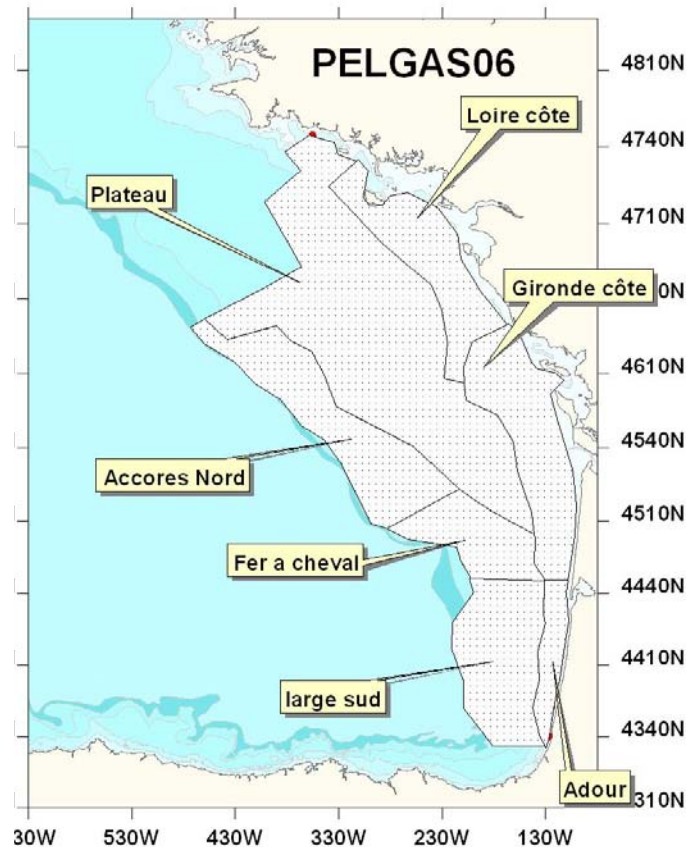 PELGAS06
4810N
Loire côte
4740N
Plateau
4710N
Gironde côte
0N
4610N
4540N
Accores Nord
4510N
Fer a cheval
4440N
4410N
large sud
4340N
Adour
310N
30W 530W 430W 330W 230W 130W